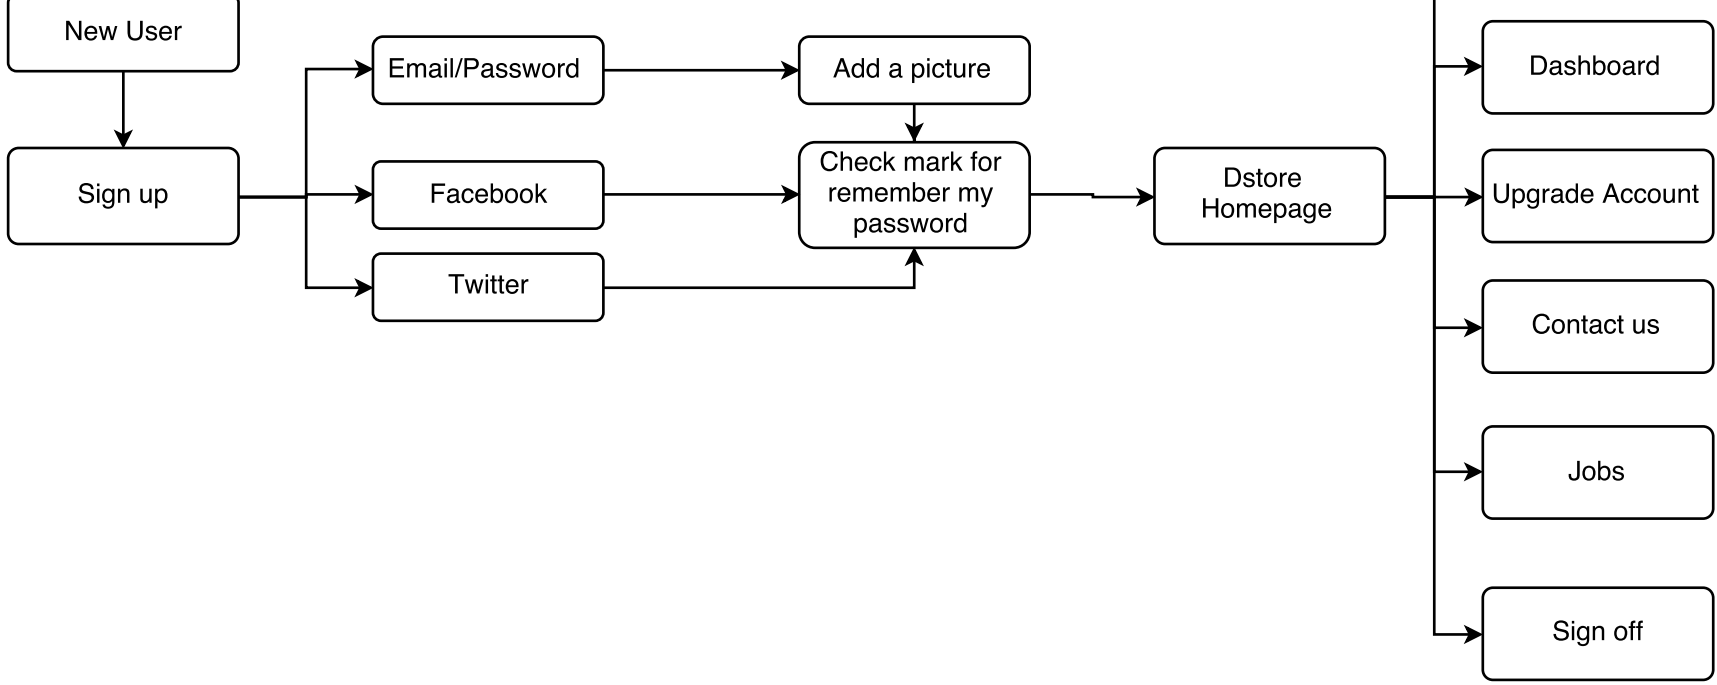 New User
Sign up
Email/Password
Facebook
Twitter
Add a picture
Check mark for
remember my
password
Dstore
Homepage
Dashboard
Upgrade Account
Contact us
Jobs
Sign off